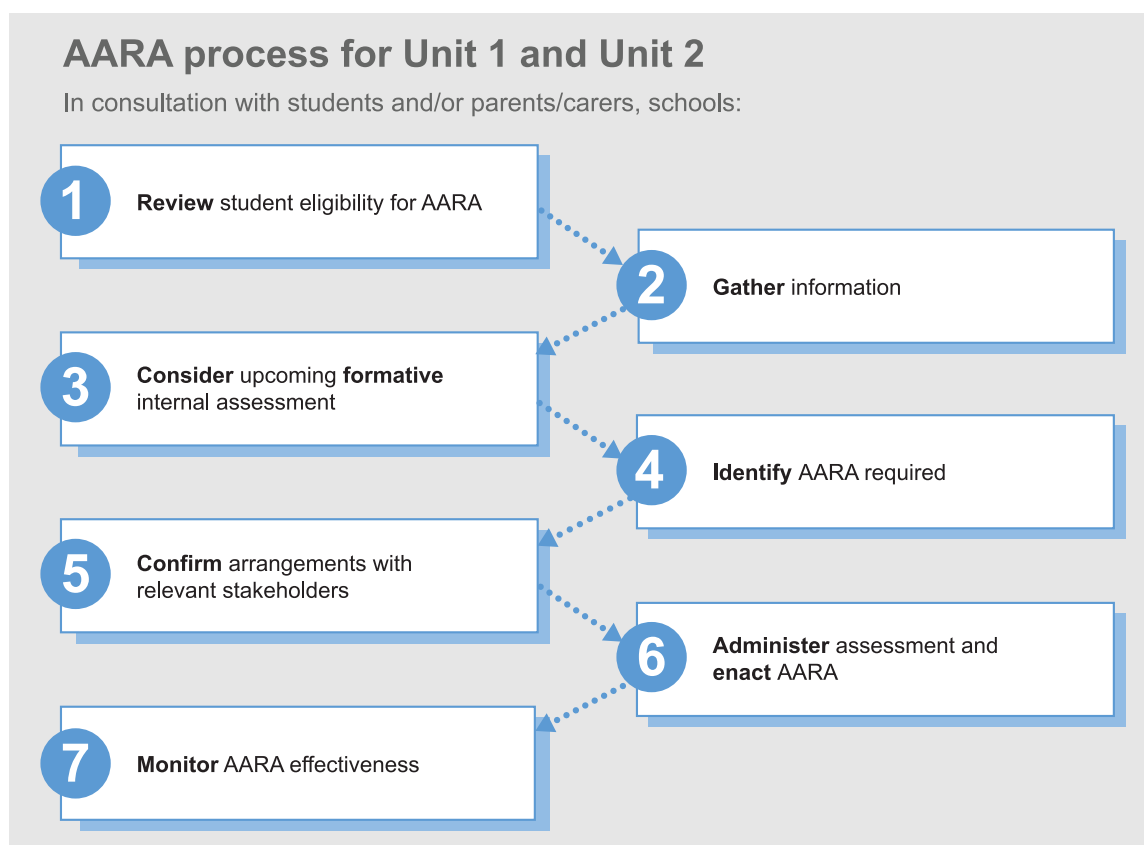 AARA process for Unit 1 and Unit 2
In consultation with students and/or parents/carers, schools:
1
Review student eligibility for AARA
2
Gather information
3
Consider upcoming formative
internal assessment
4
Identify AARA required
5
Confirm arrangements with
relevant stakeholders
6
Administer assessment and
enact AARA
7
Monitor AARA effectiveness